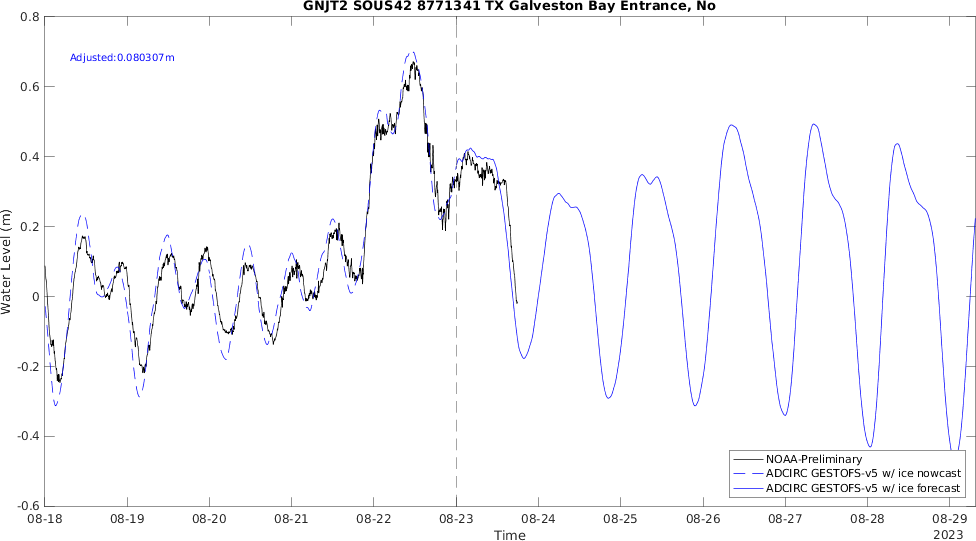 GNJT2 SOUS42 8771341 TX Galveston Bay Entrance, No
Adjusted:0.080307m
Water Level (m)
0.8
0.6
0.4
0.2
0
-0.2
-0.4
-0.6
NOAA-Preliminary
ADCIRC GESTOFS-v5 w/ ice nowcast
ADCIRC GESTOFS-v5 w/ ice forecast
08-18 08-19 08-20 08-21 08-22 08-23 08-24 08-25 08-26 08-27 08-28 08-29
Time 2023